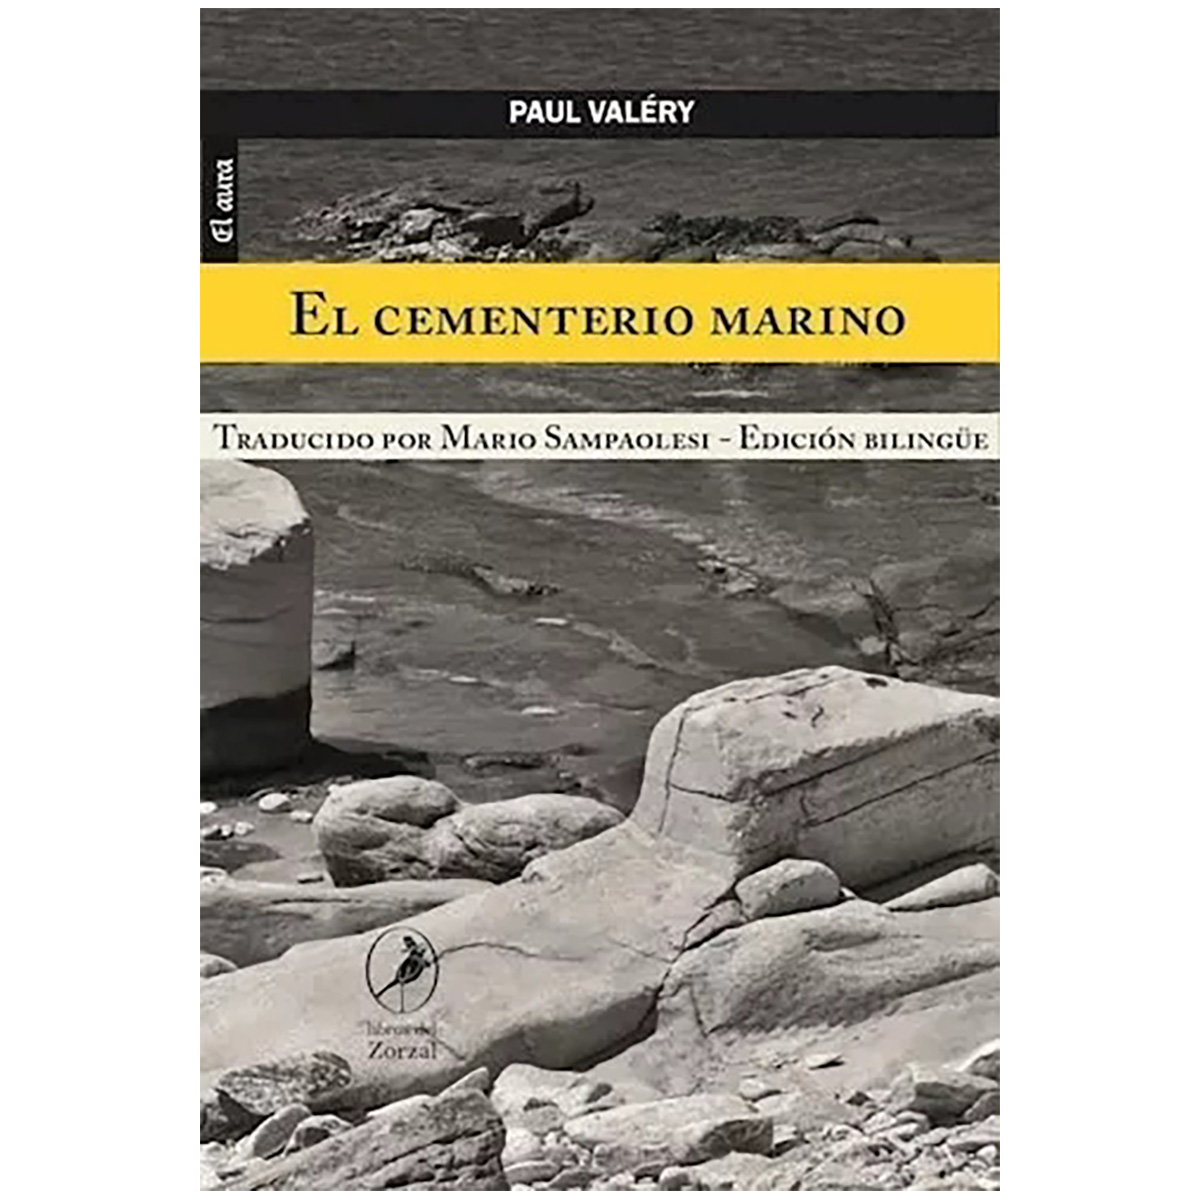 PAUL VALÉRY
El aura
EL CEMENTERIO MARINO
TRADUCIDO POR MARIO SAMPAOLESI - EDICIÓN BILINGÜE
libros del
Zorzal